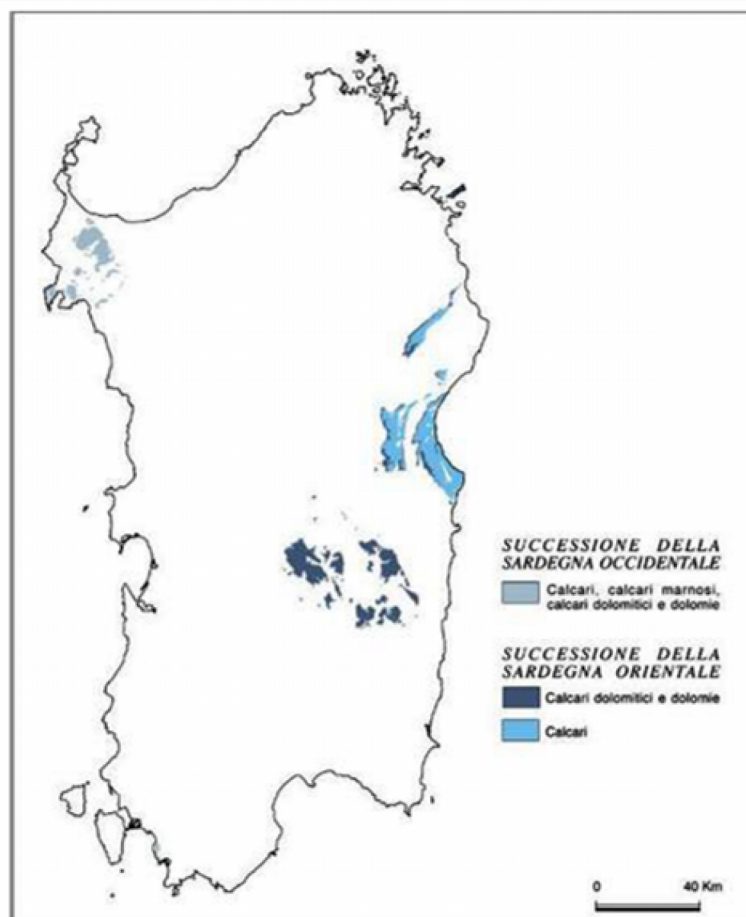 SUCCESSIONE DELLA
SARDEGNA OCCIDENTALE
Calcari, calcari marnosi,
calcari dolomitici e dolomie
SUCCESSIONE DELLA
SARDEGNA ORIENTALE
Calcari dolomitici e dolomie
Calcari
0 40 Km